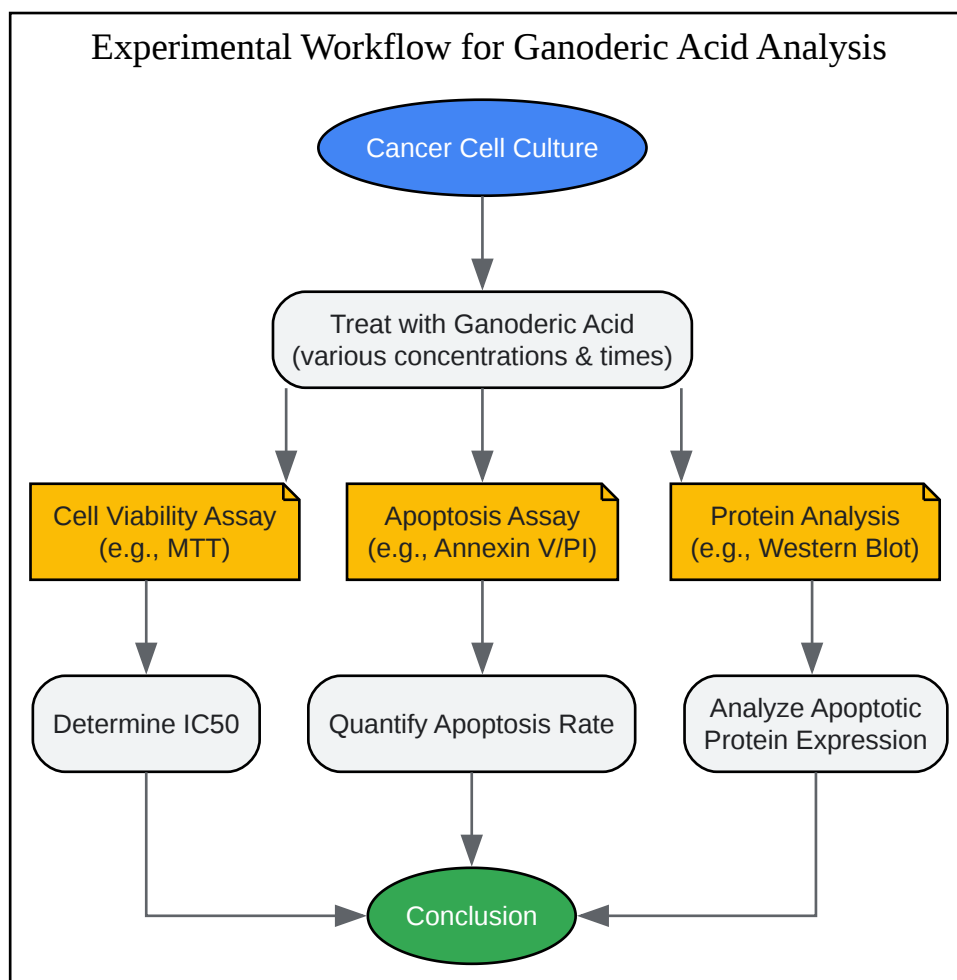 Experimental Workflow for Ganoderic Acid Analysis
Cancer Cell Culture
Treat with Ganoderic Acid
(various concentrations & times)
Cell Viability Assay
(e.g., MTT)
Apoptosis Assay
(e.g., Annexin V/PI)
Protein Analysis
(e.g., Western Blot)
Determine IC50
Quantify Apoptosis Rate
Analyze Apoptotic
Protein Expression
Conclusion